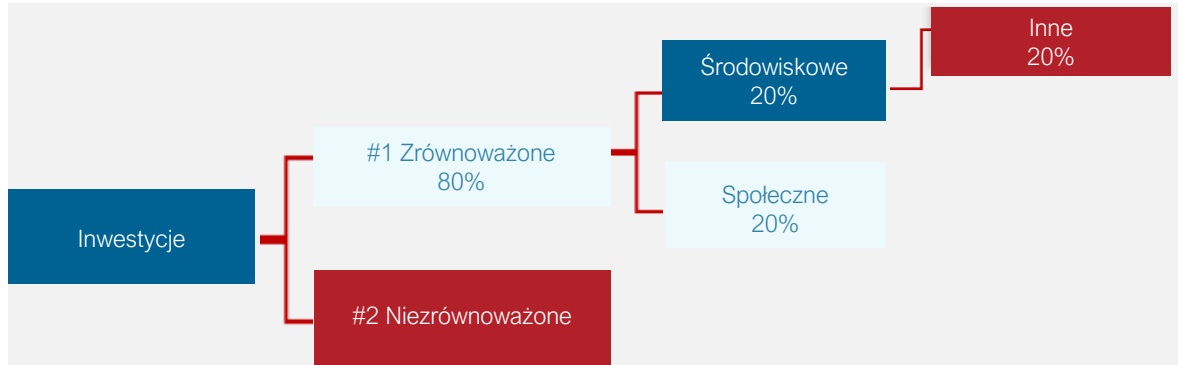 Inwestycje
#1 Zrównoważone
80%
#2 Niezrównoważone
Środowiskowe
20%
Społeczne
20%
Inne
20%